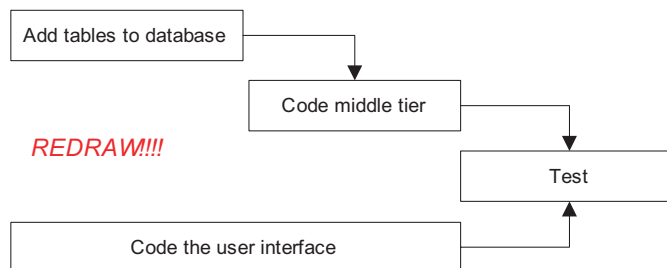 Add tables to database
Code middle tier
REDRAW!!!!
Test
Code the user interface